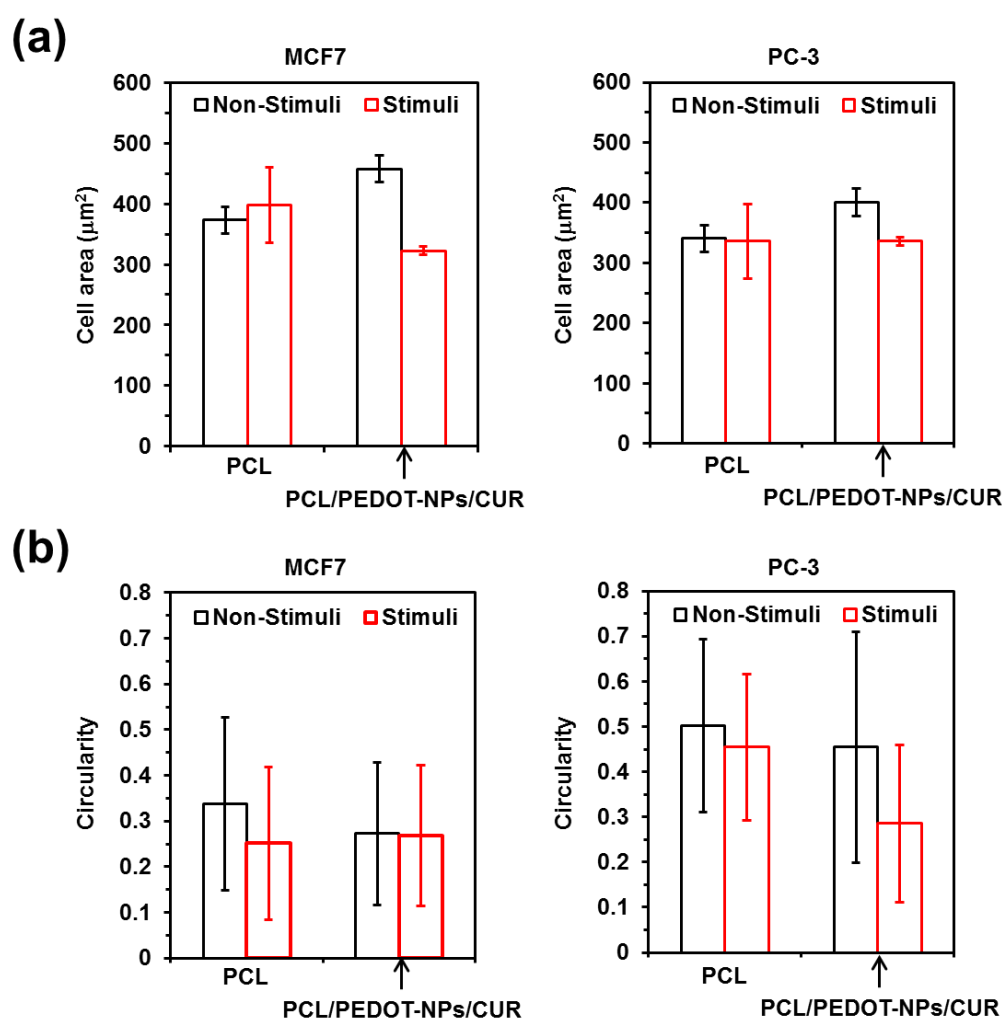 (a)
MCF7
Non-Stimuli Stimuli
Cell area (μm²)
600
500
400
300
200
100
0
PCL
PCL/PEDOT-NPs/CUR
PC-3
Non-Stimuli Stimuli
Cell area (μm²)
600
500
400
300
200
100
0
PCL
PCL/PEDOT-NPs/CUR
(b)
MCF7
Non-Stimuli Stimuli
Circularity
0.8
0.7
0.6
0.5
0.4
0.3
0.2
0.1
0
PCL
PCL/PEDOT-NPs/CUR
PC-3
Non-Stimuli Stimuli
Circularity
0.8
0.7
0.6
0.5
0.4
0.3
0.2
0.1
0
PCL
PCL/PEDOT-NPs/CUR